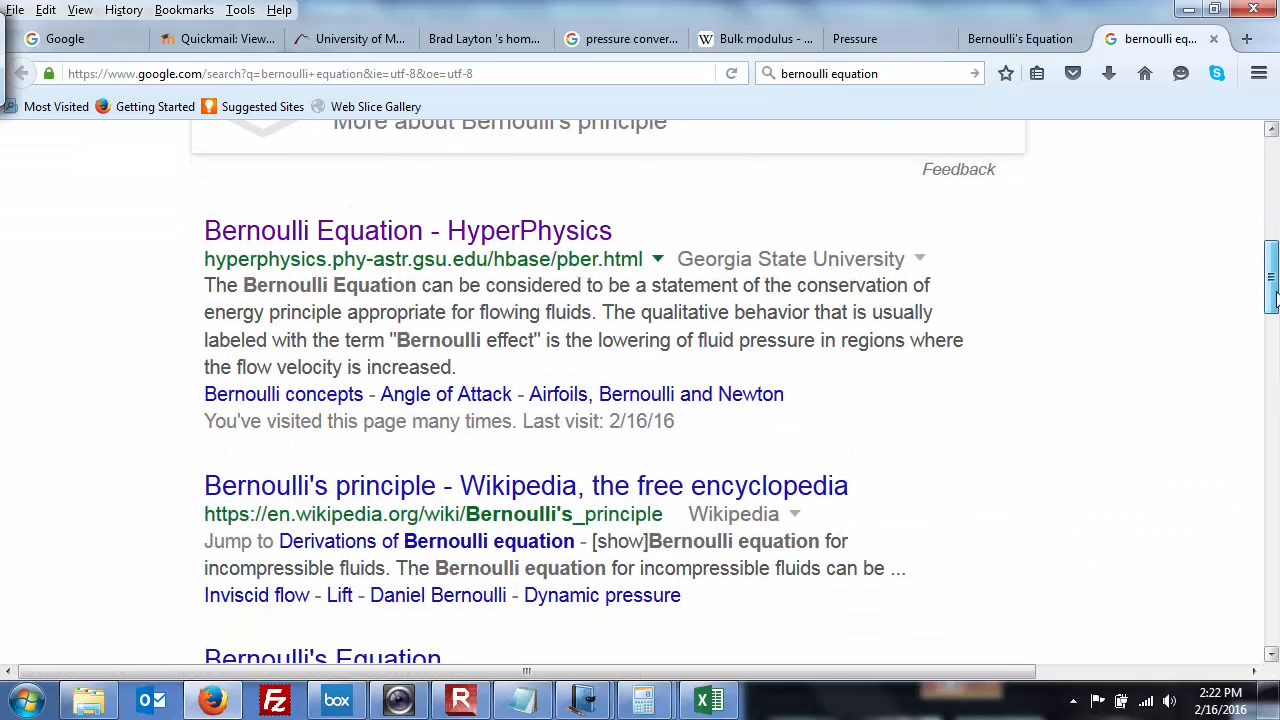 File Edit View History Bookmarks Tools Help
Google Quickmail: View... University of M... Brad Layton 's hom... pressure conver... Bulk modulus - ... Pressure Bernoulli's Equation bernoulli eq...
https://www.google.com/search?q=bernoulli+equation&ie=utf-8&oe=utf-8 bernoulli equation
Most Visited Getting Started Suggested Sites Web Slice Gallery
More about Bernoulli's principle
Feedback
Bernoulli Equation - HyperPhysics
hyperphysics.phy-astr.gsu.edu/hbase/pber.html Georgia State University
The Bernoulli Equation can be considered to be a statement of the conservation of
energy principle appropriate for flowing fluids. The qualitative behavior that is usually
labeled with the term "Bernoulli effect" is the lowering of fluid pressure in regions where
the flow velocity is increased.
Bernoulli concepts - Angle of Attack - Airfoils, Bernoulli and Newton
You've visited this page many times. Last visit: 2/16/16
Bernoulli's principle - Wikipedia, the free encyclopedia
https://en.wikipedia.org/wiki/Bernoulli's_principle Wikipedia
Jump to Derivations of Bernoulli equation - [show]Bernoulli equation for
incompressible fluids. The Bernoulli equation for incompressible fluids can be ...
Inviscid flow - Lift - Daniel Bernoulli - Dynamic pressure
Bernoulli's Equation
box
2:22 PM
2/16/2016